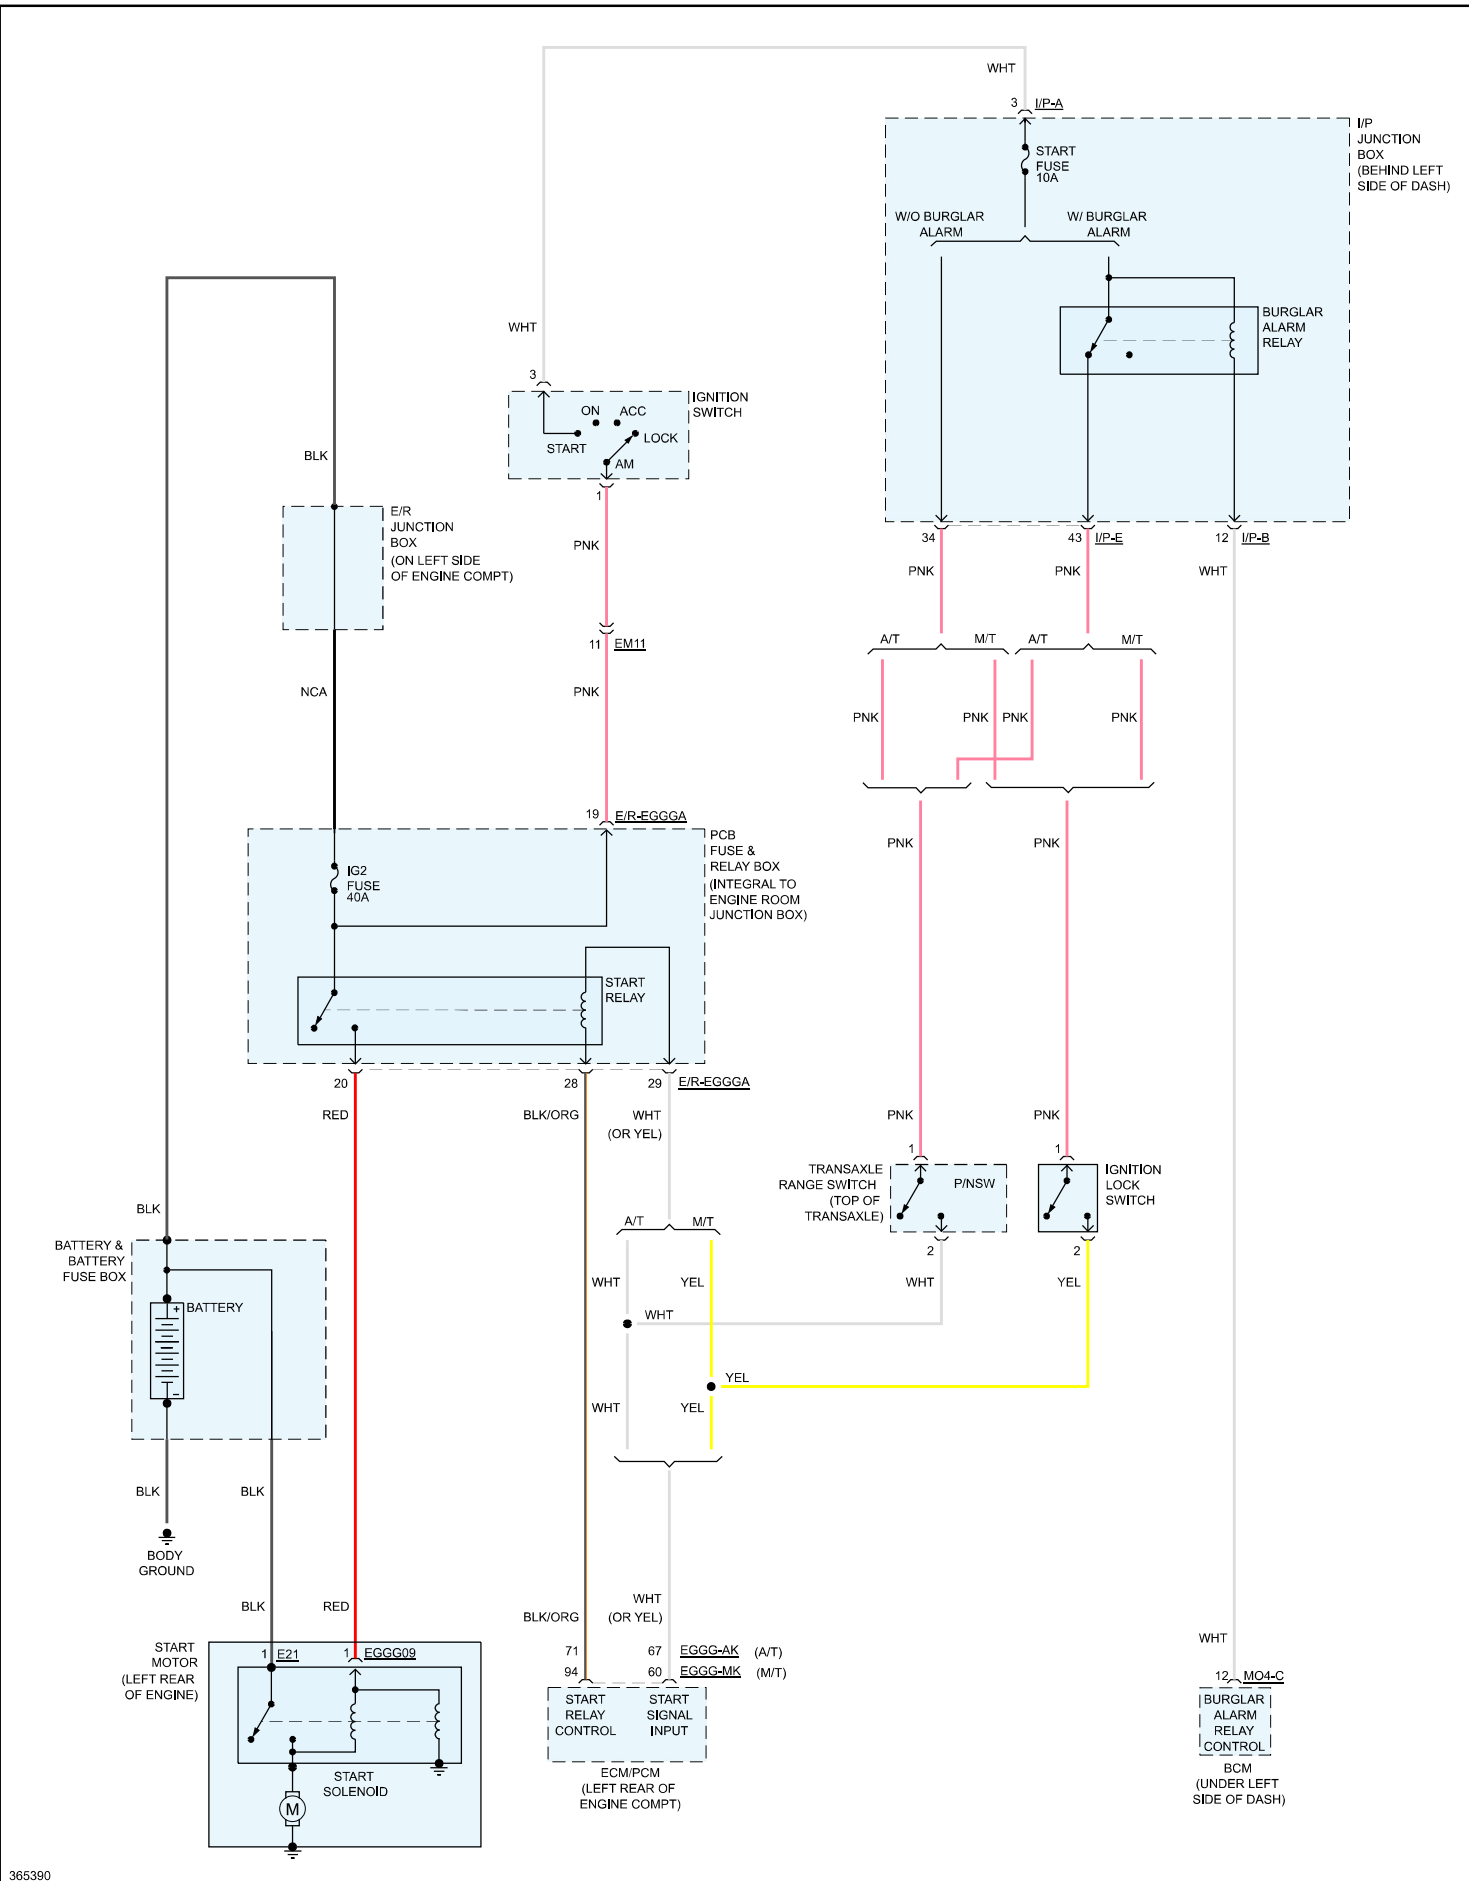 WHT
3 I/P-A
I/P
JUNCTION
BOX
(BEHIND LEFT
SIDE OF DASH)
START
FUSE
10A
W/O BURGLAR
ALARM
W/ BURGLAR
ALARM
BURGLAR
ALARM
RELAY
WHT
3
IGNITION
SWITCH
ON
ACC
LOCK
START
AM
1
BLK
E/R
JUNCTION
BOX
(ON LEFT SIDE
OF ENGINE COMPT)
PNK
34
43 I/P-E
12 I/P-B
PNK
PNK
WHT
11 EM11
A/T
M/T
A/T
M/T
NCA
PNK
PNK
PNK
PNK
PNK
19 E/R-EGGGA
PCB
FUSE &
RELAY BOX
(INTEGRAL TO
ENGINE ROOM
JUNCTION BOX)
IG2
FUSE
40A
PNK
PNK
START
RELAY
20
28
29 E/R-EGGGA
RED
BLK/ORG
WHT
(OR YEL)
PNK
PNK
1
1
TRANSAXLE
RANGE SWITCH
(TOP OF
TRANSAXLE)
P/NSW
IGNITION
LOCK
SWITCH
BLK
A/T
M/T
2
2
BATTERY &
BATTERY
FUSE BOX
WHT
YEL
WHT
YEL
+
BATTERY
-
WHT
YEL
WHT
YEL
BLK
BLK
BODY
GROUND
BLK
RED
BLK/ORG
WHT
(OR YEL)
WHT
START
MOTOR
(LEFT REAR
OF ENGINE)
1 E21
1 EGGG09
71
67 EGGG-AK (A/T)
94
60 EGGG-MK (M/T)
12 MO4-C
START
RELAY
CONTROL
START
SIGNAL
INPUT
BURGLAR
ALARM
RELAY
CONTROL
START
SOLENOID
M
ECM/PCM
(LEFT REAR OF
ENGINE COMPT)
BCM
(UNDER LEFT
SIDE OF DASH)
365390